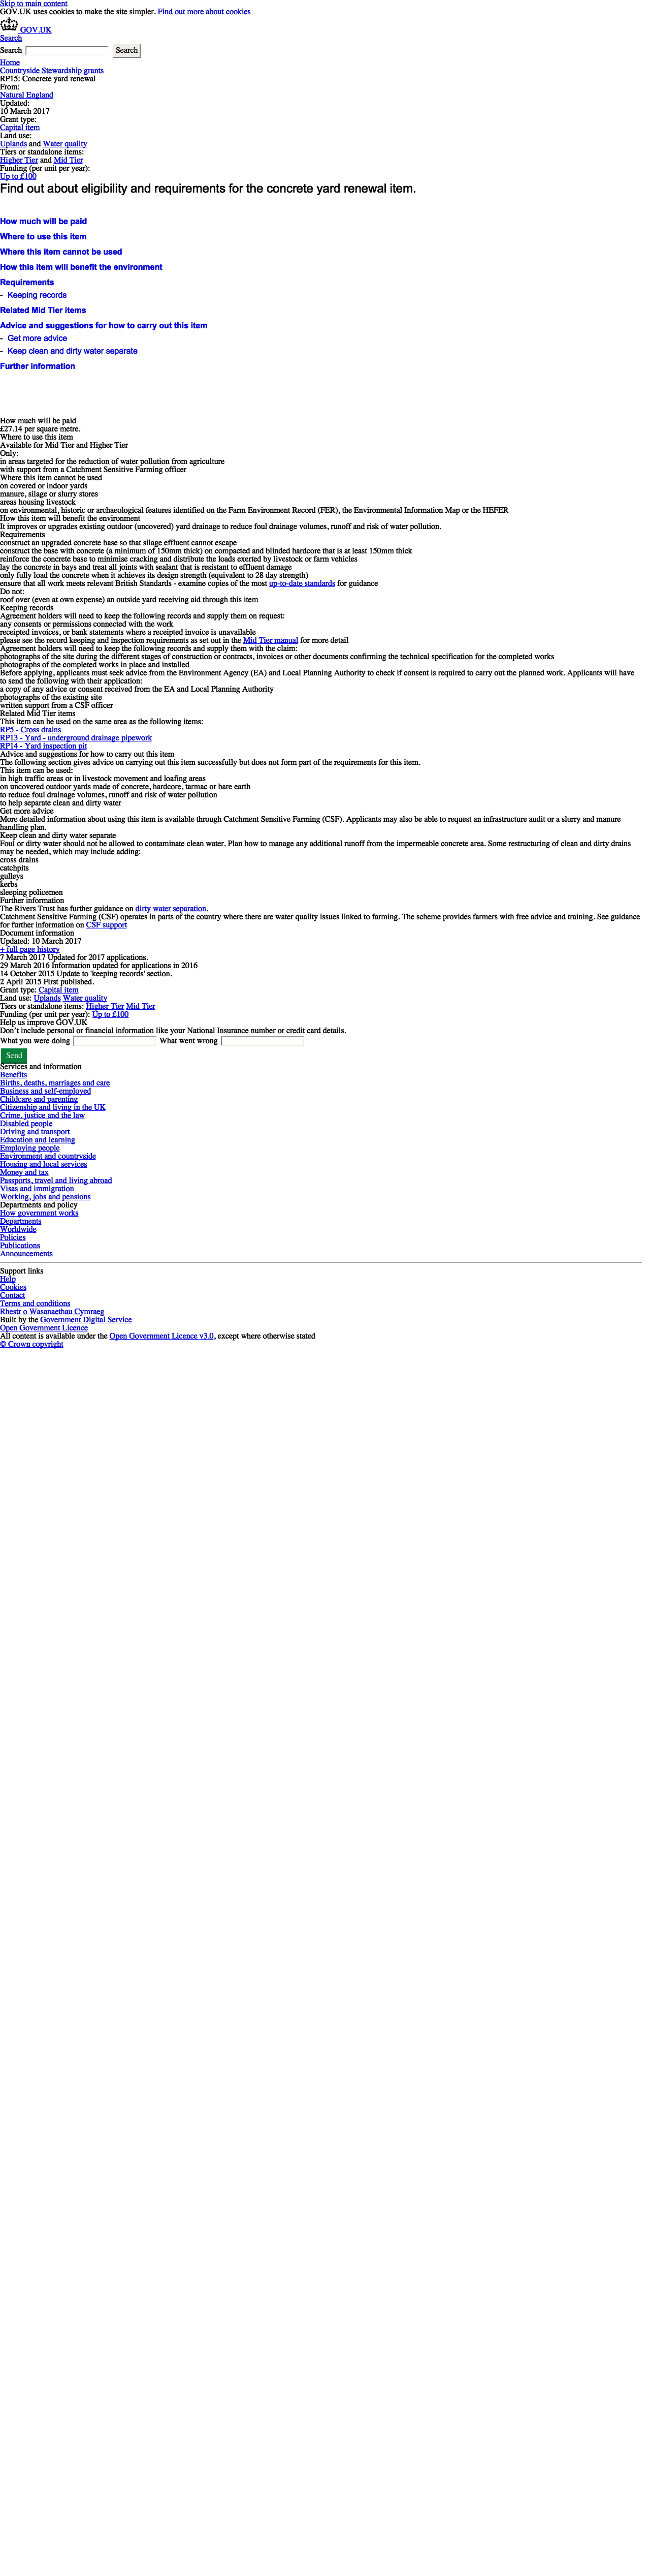 Skip to main content
GOV.UK uses cookies to make the site simpler. Find out more about cookies
GOV.UK
Search
Search Search
Home
Countryside Stewardship grants
RP15: Concrete yard renewal
From:
Natural England
Updated:
10 March 2017
Grant type:
Capital item
Land use:
Uplands and Water quality
Tiers or standalone items:
Higher Tier and Mid Tier
Funding (per unit per year):
Up to £100
Find out about eligibility and requirements for the concrete yard renewal item.
How much will be paid
Where to use this item
Where this item cannot be used
How this item will benefit the environment
Requirements
- Keeping records
Related Mid Tier items
Advice and suggestions for how to carry out this item
- Get more advice
- Keep clean and dirty water separate
Further information
How much will be paid
£27.14 per square metre.
Where to use this item
Available for Mid Tier and Higher Tier
Only:
in areas targeted for the reduction of water pollution from agriculture
with support from a Catchment Sensitive Farming officer
Where this item cannot be used
on covered or indoor yards
manure, silage or slurry stores
areas housing livestock
on environmental, historic or archaeological features identified on the Farm Environment Record (FER), the Environmental Information Map or the HEFER
How this item will benefit the environment
It improves or upgrades existing outdoor (uncovered) yard drainage to reduce foul drainage volumes, runoff and risk of water pollution.
Requirements
construct an upgraded concrete base so that silage effluent cannot escape
construct the base with concrete (a minimum of 150mm thick) on compacted and blinded hardcore that is at least 150mm thick
reinforce the concrete base to minimise cracking and distribute the loads exerted by livestock or farm vehicles
lay the concrete in bays and treat all joints with sealant that is resistant to effluent damage
only fully load the concrete when it achieves its design strength (equivalent to 28 day strength)
ensure that all work meets relevant British Standards - examine copies of the most up-to-date standards for guidance
Do not:
roof over (even at own expense) an outside yard receiving aid through this item
Keeping records
Agreement holders will need to keep the following records and supply them on request:
any consents or permissions connected with the work
receipted invoices, or bank statements where a receipted invoice is unavailable
please see the record keeping and inspection requirements as set out in the Mid Tier manual for more detail
Agreement holders will need to keep the following records and supply them with the claim:
photographs of the site during the different stages of construction or contracts, invoices or other documents confirming the technical specification for the completed works
photographs of the completed works in place and installed
Before applying, applicants must seek advice from the Environment Agency (EA) and Local Planning Authority to check if consent is required to carry out the planned work. Applicants will have
to send the following with their application:
a copy of any advice or consent received from the EA and Local Planning Authority
photographs of the existing site
written support from a CSF officer
Related Mid Tier items
This item can be used on the same area as the following items:
RP5 - Cross drains
RP13 - Yard - underground drainage pipework
RP14 - Yard inspection pit
Advice and suggestions for how to carry out this item
The following section gives advice on carrying out this item successfully but does not form part of the requirements for this item.
This item can be used:
in high traffic areas or in livestock movement and loafing areas
on uncovered outdoor yards made of concrete, hardcore, tarmac or bare earth
to reduce foul drainage volumes, runoff and risk of water pollution
to help separate clean and dirty water
Get more advice
More detailed information about using this item is available through Catchment Sensitive Farming (CSF). Applicants may also be able to request an infrastructure audit or a slurry and manure
handling plan.
Keep clean and dirty water separate
Foul or dirty water should not be allowed to contaminate clean water. Plan how to manage any additional runoff from the impermeable concrete area. Some restructuring of clean and dirty drains
may be needed, which may include adding:
cross drains
catchpits
gulleys
kerbs
sleeping policemen
Further information
The Rivers Trust has further guidance on dirty water separation.
Catchment Sensitive Farming (CSF) operates in parts of the country where there are water quality issues linked to farming. The scheme provides farmers with free advice and training. See guidance
for further information on CSF support
Document information
Updated: 10 March 2017
+ full page history
7 March 2017 Updated for 2017 applications.
29 March 2016 Information updated for applications in 2016
14 October 2015 Update to 'keeping records' section.
2 April 2015 First published.
Grant type: Capital item
Land use: Uplands Water quality
Tiers or standalone items: Higher Tier Mid Tier
Funding (per unit per year): Up to £100
Help us improve GOV.UK
Don't include personal or financial information like your National Insurance number or credit card details.
What you were doing What went wrong
Send
Services and information
Benefits
Births, deaths, marriages and care
Business and self-employed
Childcare and parenting
Citizenship and living in the UK
Crime, justice and the law
Disabled people
Driving and transport
Education and learning
Employing people
Environment and countryside
Housing and local services
Money and tax
Passports, travel and living abroad
Visas and immigration
Working, jobs and pensions
Departments and policy
How government works
Departments
Worldwide
Policies
Publications
Announcements
Support links
Help
Cookies
Contact
Terms and conditions
Rhestr o Wasanaethau Cymraeg
Built by the Government Digital Service
Open Government Licence
All content is available under the Open Government Licence v3.0, except where otherwise stated
© Crown copyright